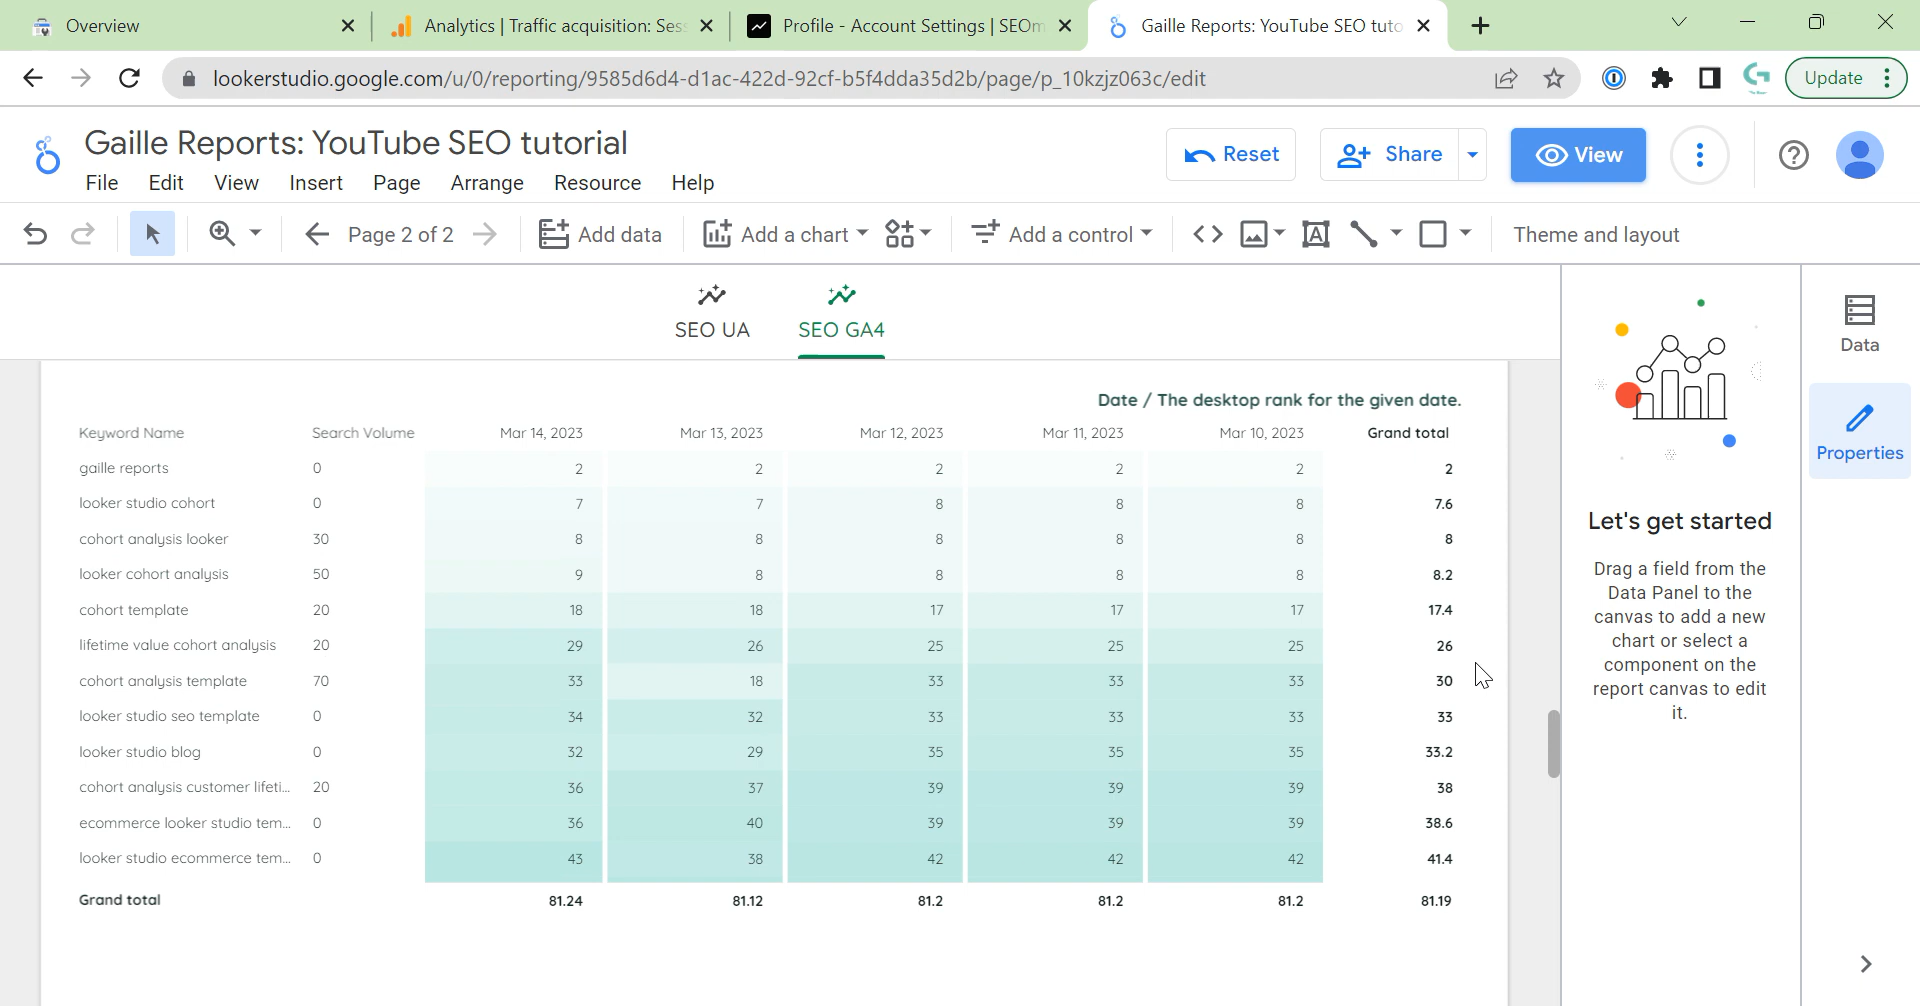 Overview
Analytics | Traffic acquisition: Ses
Profile - Account Settings | SEOm
Gaille Reports: YouTube SEO tuto
lookerstudio.google.com/u/0/reporting/9585d6d4-d1ac-422d-92cf-b5f4dda35d2b/page/p_10kzjz063c/edit
Update
Gaille Reports: YouTube SEO tutorial
Reset
Share
View
File Edit View Insert Page Arrange Resource Help
Page 2 of 2
Add data
Add a chart
Add a control
Theme and layout
SEO UA
SEO GA4
Date / The desktop rank for the given date.
Keyword Name Search Volume Mar 14, 2023 Mar 13, 2023 Mar 12, 2023 Mar 11, 2023 Mar 10, 2023 Grand total
gaille reports 0 2 2 2 2 2 2
looker studio cohort 0 7 7 8 8 8 7.6
cohort analysis looker 30 8 8 8 8 8 8
looker cohort analysis 50 9 8 8 8 8 8.2
cohort template 20 18 18 17 17 17 17.4
lifetime value cohort analysis 20 29 26 25 25 25 26
cohort analysis template 70 33 18 33 33 33 30
looker studio seo template 0 34 32 33 33 33 33
looker studio blog 0 32 29 35 35 35 33.2
cohort analysis customer lifeti... 20 36 37 39 39 39 38
ecommerce looker studio tem... 0 36 40 39 39 39 38.6
looker studio ecommerce tem... 0 43 38 42 42 42 41.4
Grand total 81.24 81.12 81.2 81.2 81.2 81.19
Let's get started
Drag a field from the
Data Panel to the
canvas to add a new
chart or select a
component on the
report canvas to edit
it.
Data
Properties